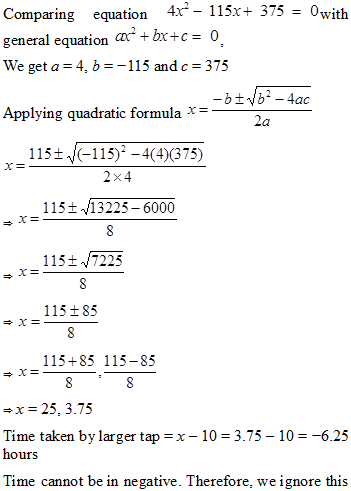 Comparing equation 4x² − 115x + 375 = 0 with
general equation ax² + bx + c = 0,
We get a = 4, b = −115 and c = 375
Applying quadratic formula x = (−b ± √(b² − 4ac)) / 2a
x = (115 ± √((−115)² − 4(4)(375))) / (2×4)
⇒ x = (115 ± √(13225 − 6000)) / 8
⇒ x = (115 ± √7225) / 8
⇒ x = (115 ± 85) / 8
⇒ x = (115 + 85) / 8, (115 − 85) / 8
⇒ x = 25, 3.75
Time taken by larger tap = x − 10 = 3.75 − 10 = −6.25
hours
Time cannot be in negative. Therefore, we ignore this